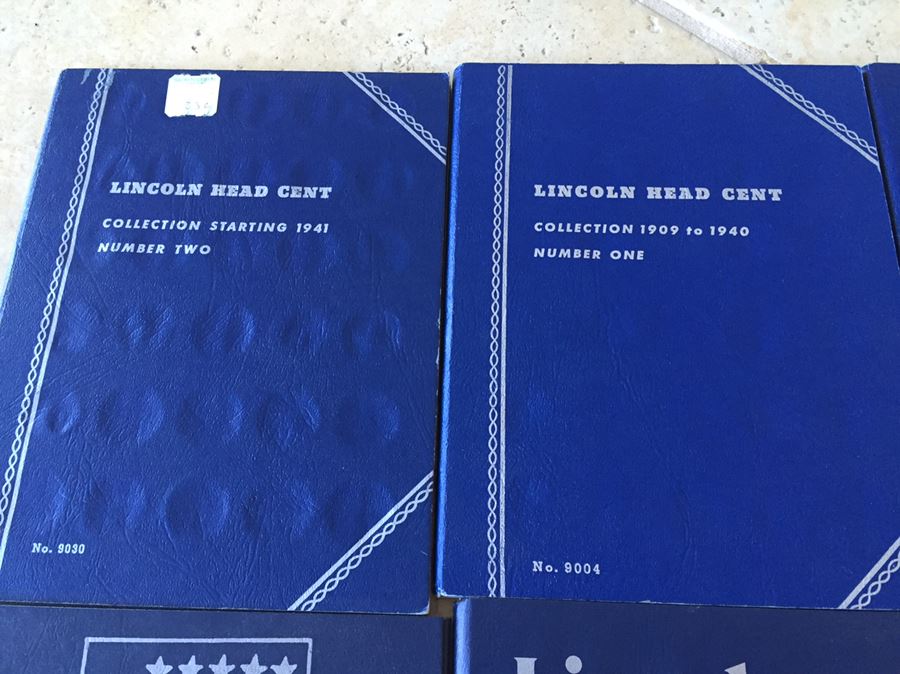 LINCOLN HEAD CENT
COLLECTION STARTING 1941
NUMBER TWO
No. 9030
LINCOLN HEAD CENT
COLLECTION 1909 to 1940
NUMBER ONE
No. 9004